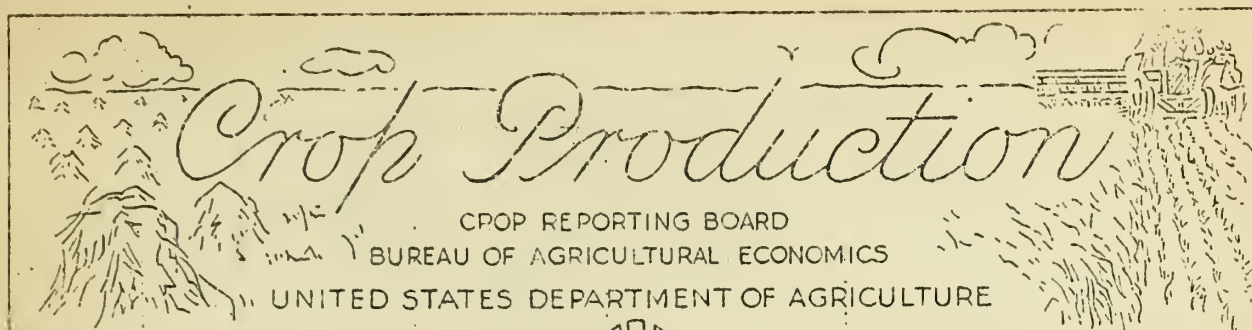 Crop Production
CROP REPORTING BOARD
BUREAU OF AGRICULTURAL ECONOMICS
UNITED STATES DEPARTMENT OF AGRICULTURE